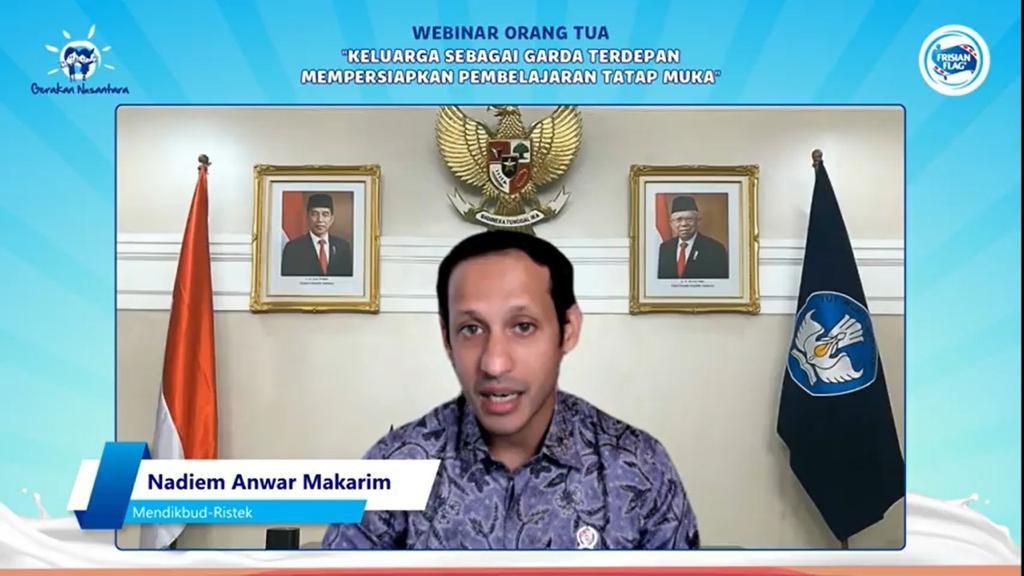 WEBINAR ORANG TUA
"KELUARGA SEBAGAI GARDA TERDEPAN
MEMPERSIAPKAN PEMBELAJARAN TATAP MUKA"
Gerakan Nusantara
FRISIAN
FLAG
BHINNEKA TUNGGAL IKA
Nadiem Anwar Makarim
Mendikbud-Ristek